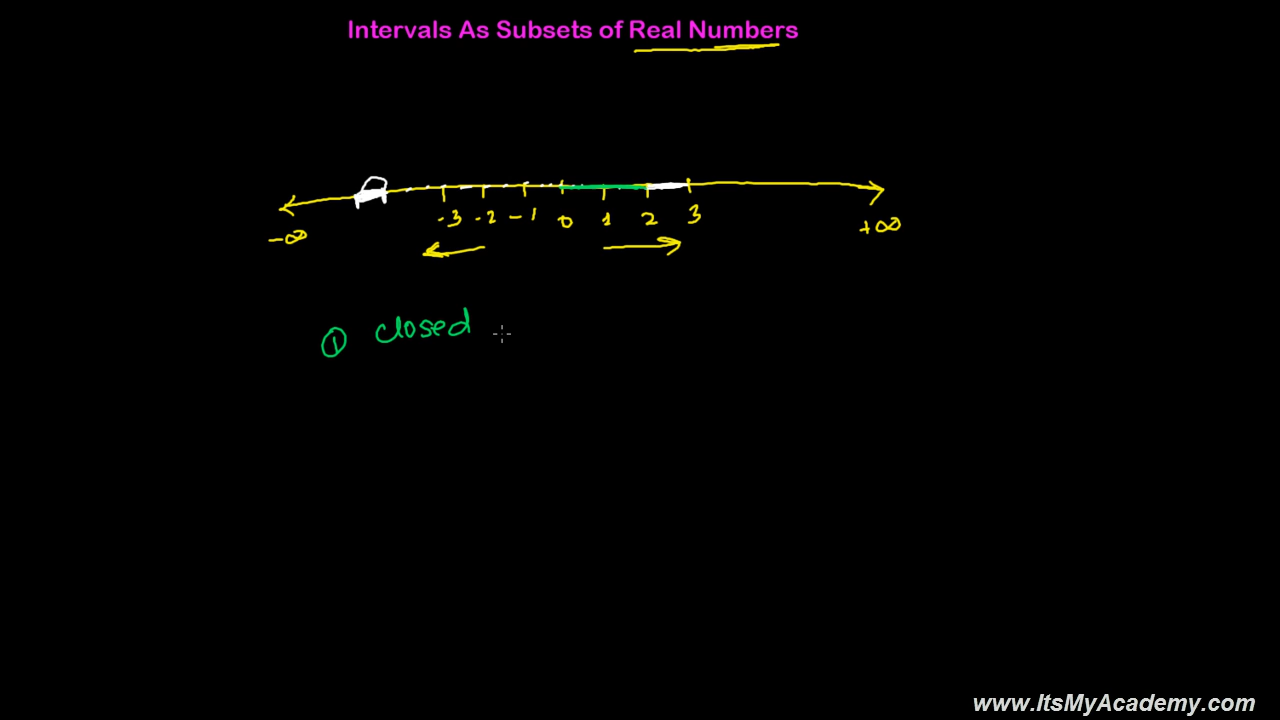 Intervals As Subsets of Real Numbers
-3 -2 -1 0 1 2 3
-∞ +∞
① closed
www.ItsMyAcademy.com